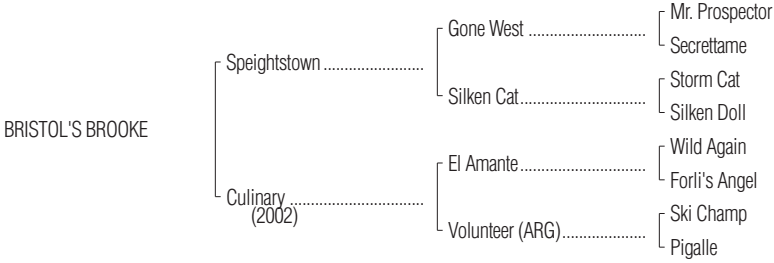 Mr. Prospector
Gone West ..............................
Secrettame
Speightstown .........................
Storm Cat
Silken Cat................................
Silken Doll
BRISTOL'S BROOKE
Wild Again
El Amante................................
Forli's Angel
Culinary .................................
(2002)
Ski Champ
Volunteer (ARG).....................
Pigalle